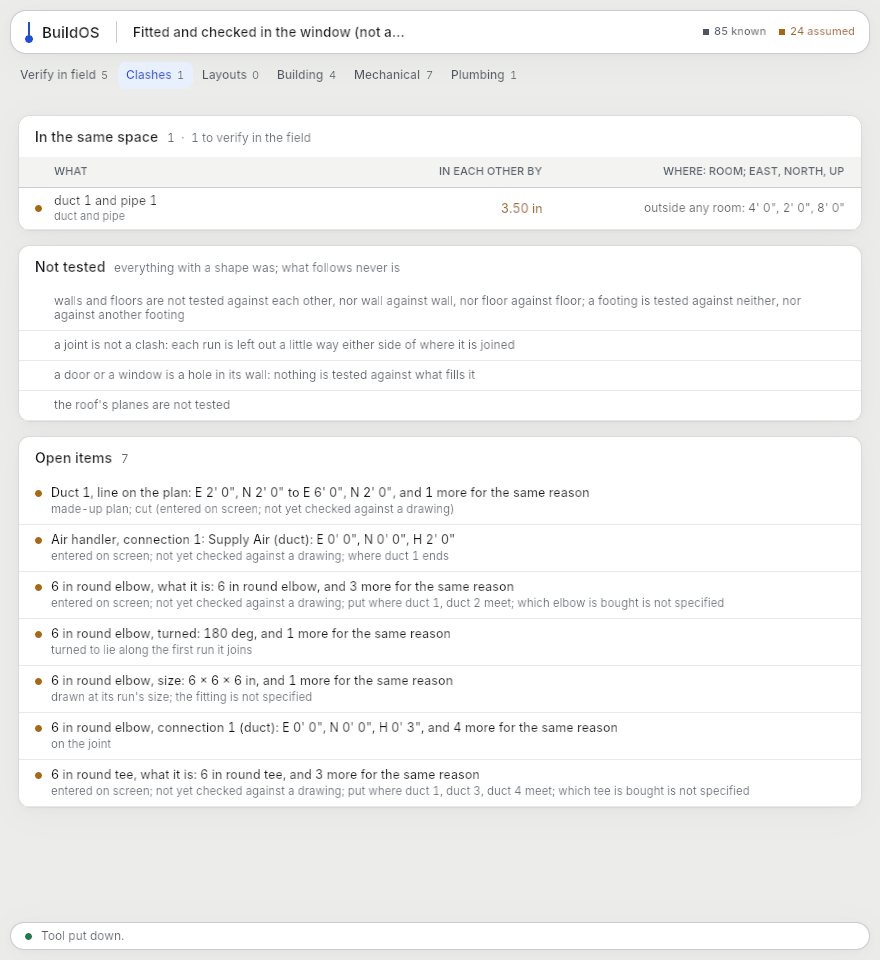 BuildOS
Fitted and checked in the window (not a...
85 known
24 assumed
Verify in field 5
Clashes 1
Layouts 0
Building 4
Mechanical 7
Plumbing 1
In the same space 1 · 1 to verify in the field
WHAT
IN EACH OTHER BY
WHERE: ROOM; EAST, NORTH, UP
duct 1 and pipe 1
duct and pipe
3.50 in
outside any room: 4' 0", 2' 0", 8' 0"
Not tested everything with a shape was; what follows never is
walls and floors are not tested against each other, nor wall against wall, nor floor against floor; a footing is tested against neither, nor
against another footing
a joint is not a clash: each run is left out a little way either side of where it is joined
a door or a window is a hole in its wall: nothing is tested against what fills it
the roof's planes are not tested
Open items 7
Duct 1, line on the plan: E 2' 0", N 2' 0" to E 6' 0", N 2' 0", and 1 more for the same reason
made-up plan; cut (entered on screen; not yet checked against a drawing)
Air handler, connection 1: Supply Air (duct): E 0' 0", N 0' 0", H 2' 0"
entered on screen; not yet checked against a drawing; where duct 1 ends
6 in round elbow, what it is: 6 in round elbow, and 3 more for the same reason
entered on screen; not yet checked against a drawing; put where duct 1, duct 2 meet; which elbow is bought is not specified
6 in round elbow, turned: 180 deg, and 1 more for the same reason
turned to lie along the first run it joins
6 in round elbow, size: 6 × 6 × 6 in, and 1 more for the same reason
drawn at its run's size; the fitting is not specified
6 in round elbow, connection 1 (duct): E 0' 0", N 0' 0", H 0' 3", and 4 more for the same reason
on the joint
6 in round tee, what it is: 6 in round tee, and 3 more for the same reason
entered on screen; not yet checked against a drawing; put where duct 1, duct 3, duct 4 meet; which tee is bought is not specified
Tool put down.